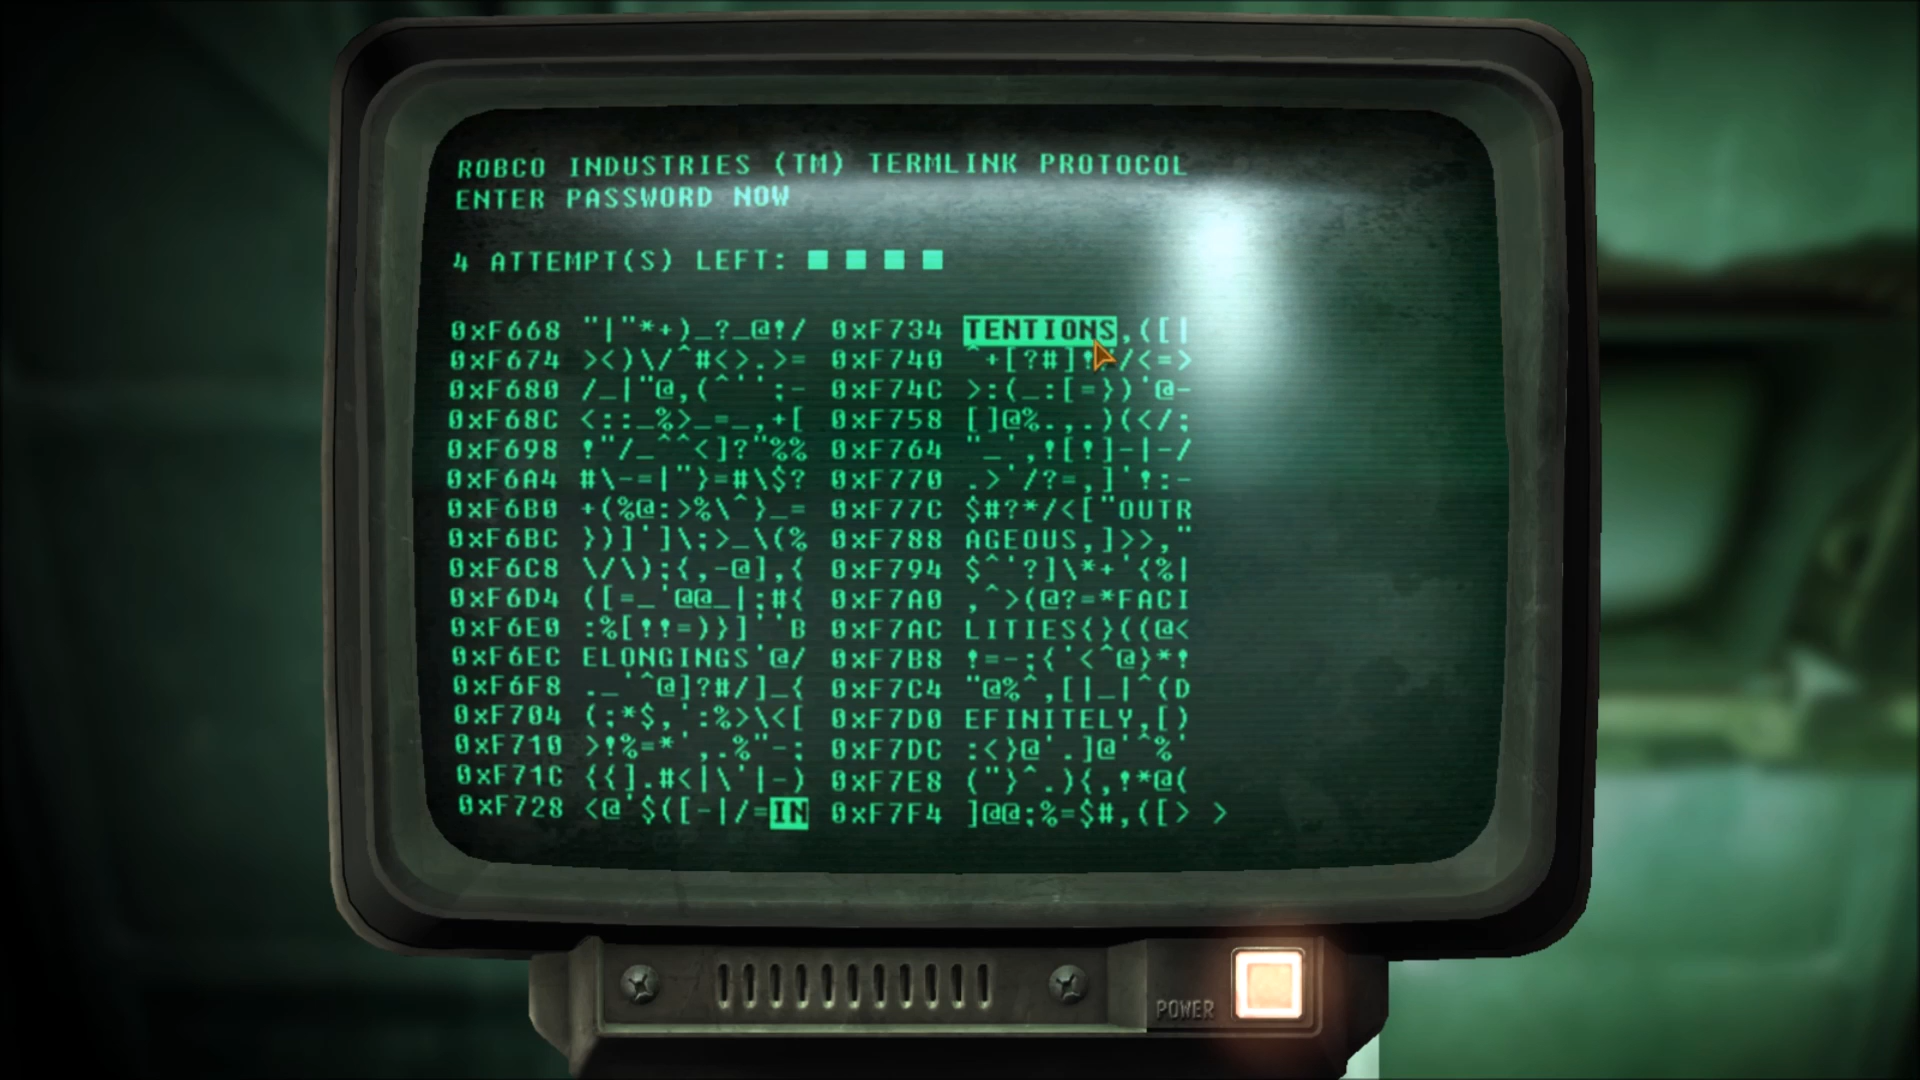 ROBCO INDUSTRIES (TM) TERMLINK PROTOCOL
ENTER PASSWORD NOW
4 ATTEMPT(S) LEFT: ■ ■ ■ ■
0xF668 "|"*+)_?_@!/ 0xF734 TENTIONS,([|
0xF674 ><)\/^#<>.>= 0xF740 ^+[?#]!'/<=>
0xF680 /_|"@,(^'';- 0xF74C >:(_:[=})'@-
0xF68C <::_%>_=_,+[ 0xF758 []@%.,.)(</;
0xF698 !"/_^^<]?"%% 0xF764 "_',![!]-|-/
0xF6A4 #\-=|"}=#\$? 0xF770 .>'/?=,]'!:-
0xF6B0 +(%@:>%\^}_= 0xF77C $#?*/<["OUTR
0xF6BC })]']\;>_\(% 0xF788 AGEOUS,]>>,"
0xF6C8 \/\);{,-@],{ 0xF794 $^'?]\*+'{%|
0xF6D4 ([=_'@@_|;#{ 0xF7A0 ,^>(@?=*FACI
0xF6E0 :%[!!=)}]''B 0xF7AC LITIES{}((@<
0xF6EC ELONGINGS'@/ 0xF7B8 !=-;{'<^@}*!
0xF6F8 ._'^@]?#/]_{ 0xF7C4 "@%^,[|_|^(D
0xF704 (;*$,':%>\<[ 0xF7D0 EFINITELY,[)
0xF710 >!%=*',.%"-; 0xF7DC :<}@'.]@'^%'
0xF71C {{].#<|\'|-) 0xF7E8 ("}^.){,!*@(
0xF728 <@'$([-|/=IN 0xF7F4 ]@@;%=$#,([> >
POWER